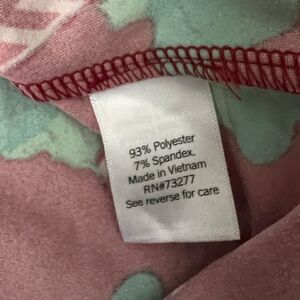 93% Polyester
7% Spandex.
Made in Vietnam
RN#73277
See reverse for care